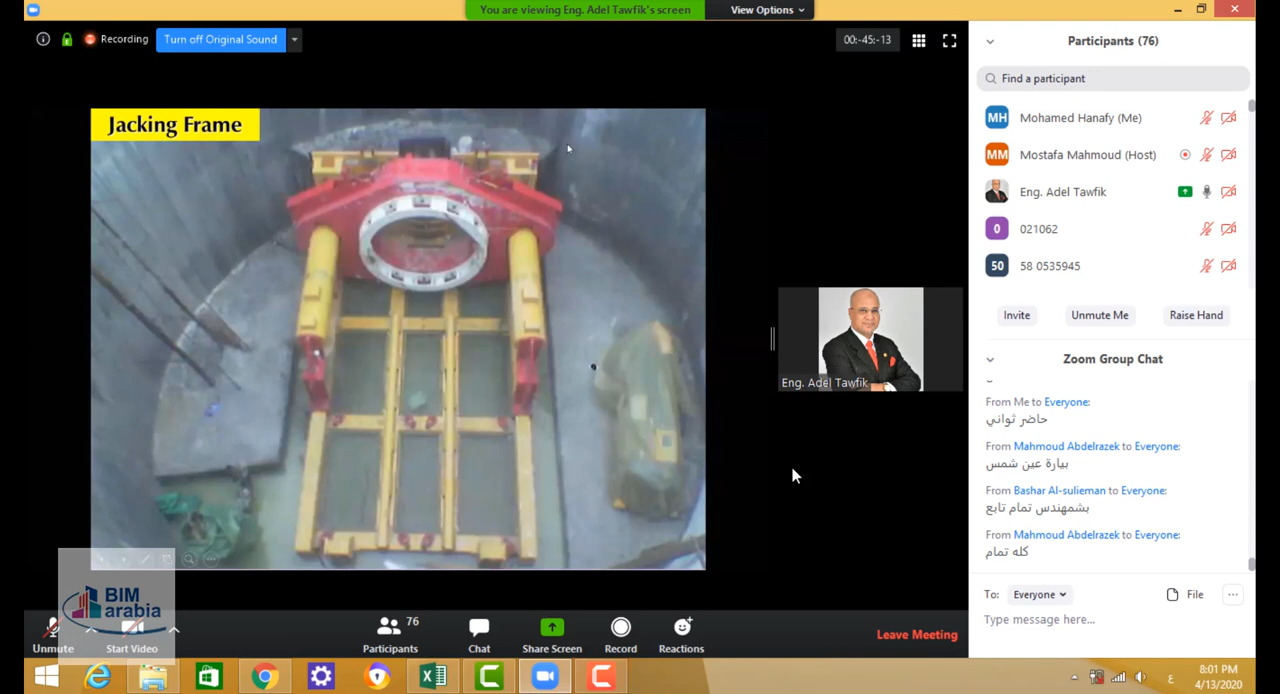 You are viewing Eng. Adel Tawfik's screen
View Options
Recording
Turn off Original Sound
00:-45:-13
Jacking Frame
Eng. Adel Tawfik
Participants (76)
Find a participant
MH Mohamed Hanafy (Me)
MM Mostafa Mahmoud (Host)
Eng. Adel Tawfik
0 021062
50 58 0535945
Invite
Unmute Me
Raise Hand
Zoom Group Chat
From Me to Everyone:
حاضر ثواني
From Mahmoud Abdelrazek to Everyone:
بيارة عين شمس
From Bashar Al-sulieman to Everyone:
بشمهندس تمام تابع
From Mahmoud Abdelrazek to Everyone:
كله تمام
To: Everyone
File
Type message here...
BIM
arabia
Unmute
Start Video
76
Participants
Chat
Share Screen
Record
Reactions
Leave Meeting
ع
8:01 PM
4/13/2020